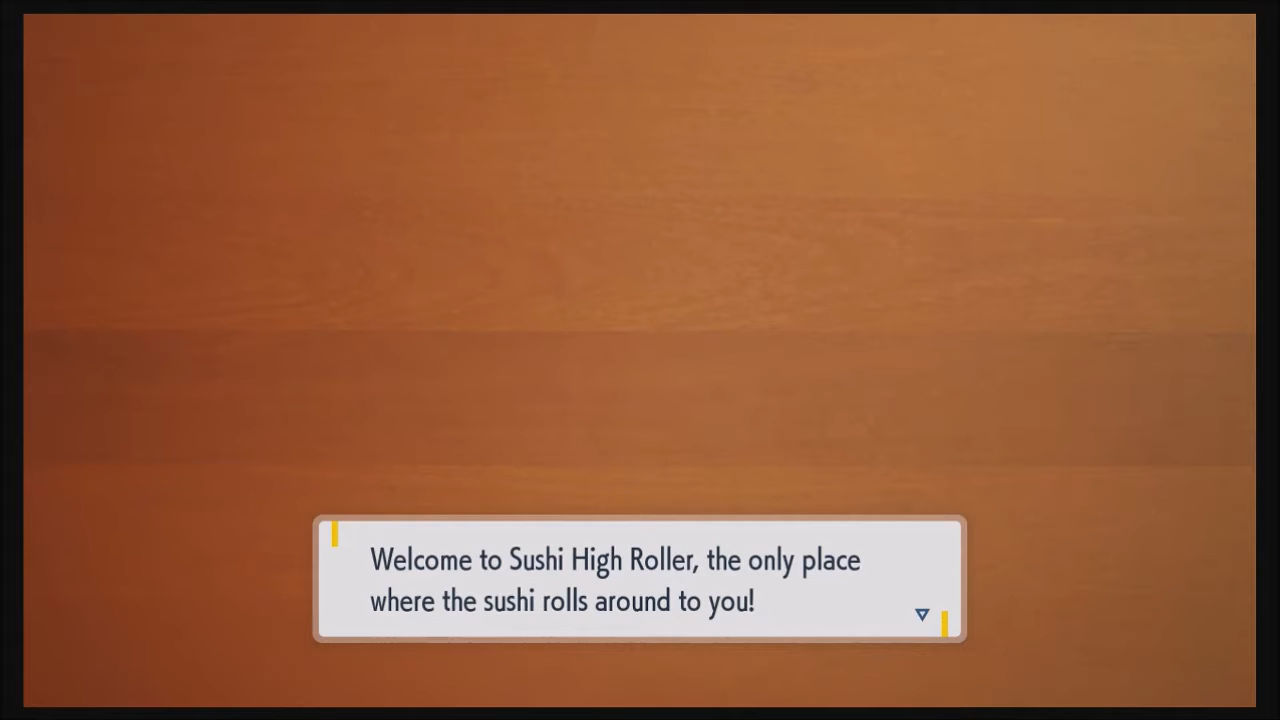 Welcome to Sushi High Roller, the only place
where the sushi rolls around to you!